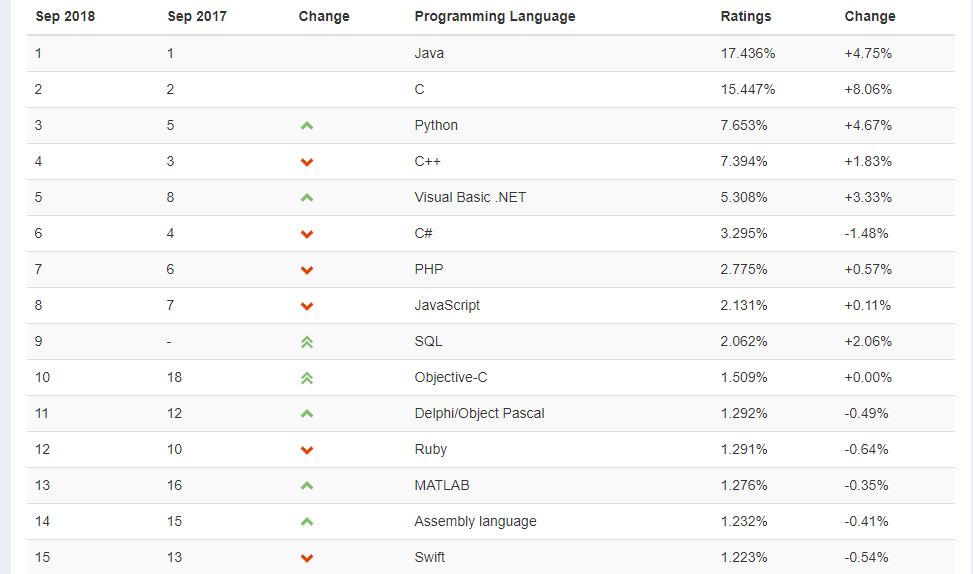 Sep 2018 Sep 2017 Change Programming Language Ratings Change
1 1 Java 17.436% +4.75%
2 2 C 15.447% +8.06%
3 5 Python 7.653% +4.67%
4 3 C++ 7.394% +1.83%
5 8 Visual Basic .NET 5.308% +3.33%
6 4 C# 3.295% -1.48%
7 6 PHP 2.775% +0.57%
8 7 JavaScript 2.131% +0.11%
9 - SQL 2.062% +2.06%
10 18 Objective-C 1.509% +0.00%
11 12 Delphi/Object Pascal 1.292% -0.49%
12 10 Ruby 1.291% -0.64%
13 16 MATLAB 1.276% -0.35%
14 15 Assembly language 1.232% -0.41%
15 13 Swift 1.223% -0.54%